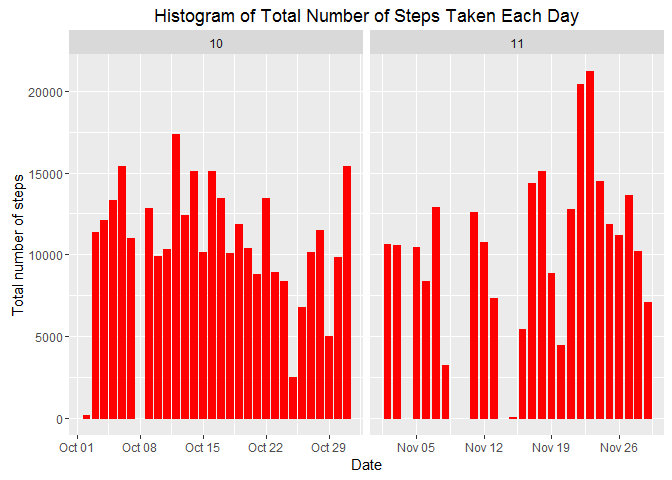 Histogram of Total Number of Steps Taken Each Day
10 11
20000
15000
10000
5000
0
Total number of steps
Oct 01 Oct 08 Oct 15 Oct 22 Oct 29 Nov 05 Nov 12 Nov 19 Nov 26
Date